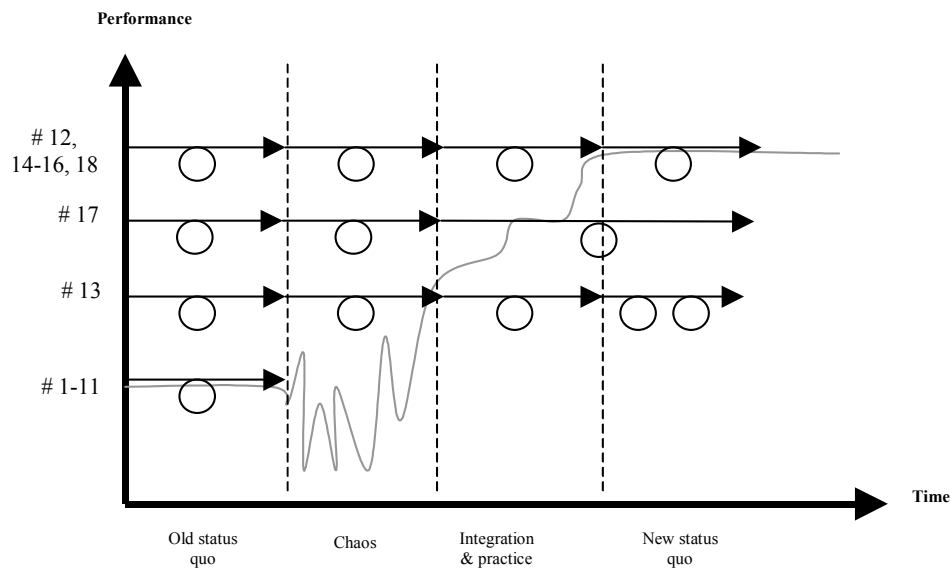 Performance
# 12,
14-16, 18
# 17
# 13
# 1-11
Time
Old status
quo
Chaos
Integration
& practice
New status
quo